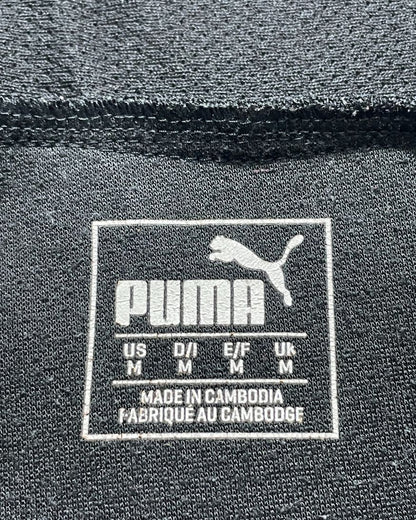 PUMA
US D/I E/F UK
M M M M
MADE IN CAMBODIA
FABRIQUÉ AU CAMBODGE